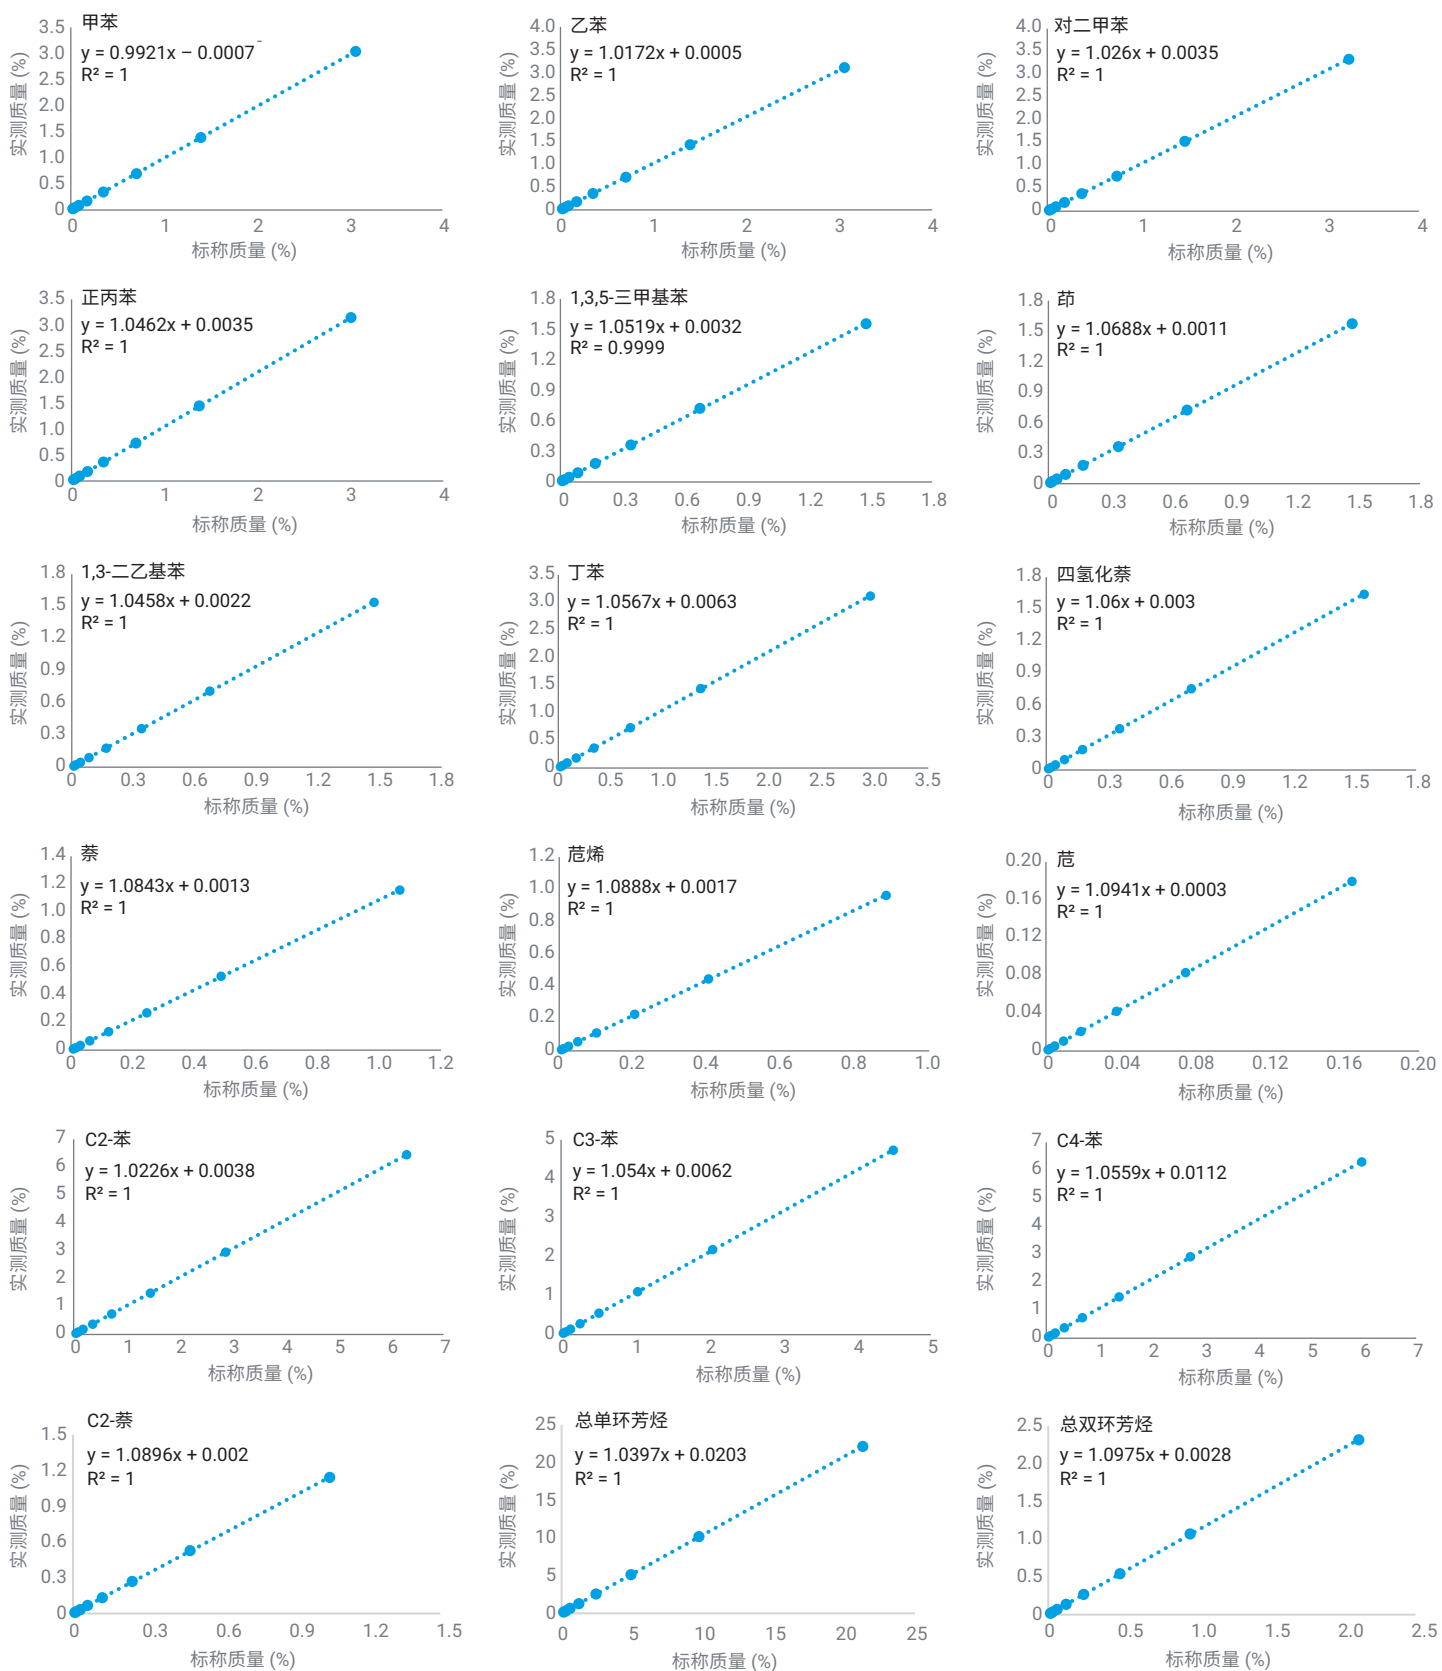 甲苯
y = 0.9921x – 0.0007
R² = 1
实测质量 (%)
3.5
3.0
2.5
2.0
1.5
1.0
0.5
0
0 1 2 3 4
标称质量 (%)
乙苯
y = 1.0172x + 0.0005
R² = 1
实测质量 (%)
4.0
3.5
3.0
2.5
2.0
1.5
1.0
0.5
0
0 1 2 3 4
标称质量 (%)
对二甲苯
y = 1.026x + 0.0035
R² = 1
实测质量 (%)
4.0
3.5
3.0
2.5
2.0
1.5
1.0
0.5
0
0 1 2 3 4
标称质量 (%)
正丙苯
y = 1.0462x + 0.0035
R² = 1
实测质量 (%)
3.5
3.0
2.5
2.0
1.5
1.0
0.5
0
0 1 2 3 4
标称质量 (%)
1,3,5-三甲基苯
y = 1.0519x + 0.0032
R² = 0.9999
实测质量 (%)
1.8
1.5
1.2
0.9
0.6
0.3
0
0 0.3 0.6 0.9 1.2 1.5 1.8
标称质量 (%)
茚
y = 1.0688x + 0.0011
R² = 1
实测质量 (%)
1.8
1.5
1.2
0.9
0.6
0.3
0
0 0.3 0.6 0.9 1.2 1.5 1.8
标称质量 (%)
1,3-二乙基苯
y = 1.0458x + 0.0022
R² = 1
实测质量 (%)
1.8
1.5
1.2
0.9
0.6
0.3
0
0 0.3 0.6 0.9 1.2 1.5 1.8
标称质量 (%)
丁苯
y = 1.0567x + 0.0063
R² = 1
实测质量 (%)
3.5
3.0
2.5
2.0
1.5
1.0
0.5
0
0 0.5 1.0 1.5 2.0 2.5 3.0 3.5
标称质量 (%)
四氢化萘
y = 1.06x + 0.003
R² = 1
实测质量 (%)
1.8
1.5
1.2
0.9
0.6
0.3
0
0 0.3 0.6 0.9 1.2 1.5 1.8
标称质量 (%)
萘
y = 1.0843x + 0.0013
R² = 1
实测质量 (%)
1.4
1.2
1.0
0.8
0.6
0.4
0.2
0
0 0.2 0.4 0.6 0.8 1.0 1.2
标称质量 (%)
苊烯
y = 1.0888x + 0.0017
R² = 1
实测质量 (%)
1.2
1.0
0.8
0.6
0.4
0.2
0
0 0.2 0.4 0.6 0.8 1.0
标称质量 (%)
苊
y = 1.0941x + 0.0003
R² = 1
实测质量 (%)
0.20
0.16
0.12
0.08
0.04
0
0 0.04 0.08 0.12 0.16 0.20
标称质量 (%)
C2-苯
y = 1.0226x + 0.0038
R² = 1
实测质量 (%)
7
6
5
4
3
2
1
0
0 1 2 3 4 5 6 7
标称质量 (%)
C3-苯
y = 1.054x + 0.0062
R² = 1
实测质量 (%)
5
4
3
2
1
0
0 1 2 3 4 5
标称质量 (%)
C4-苯
y = 1.0559x + 0.0112
R² = 1
实测质量 (%)
7
6
5
4
3
2
1
0
0 1 2 3 4 5 6 7
标称质量 (%)
C2-萘
y = 1.0896x + 0.002
R² = 1
实测质量 (%)
1.5
1.2
0.9
0.6
0.3
0
0 0.3 0.6 0.9 1.2 1.5
标称质量 (%)
总单环芳烃
y = 1.0397x + 0.0203
R² = 1
实测质量 (%)
25
20
15
10
5
0
0 5 10 15 20 25
标称质量 (%)
总双环芳烃
y = 1.0975x + 0.0028
R² = 1
实测质量 (%)
2.5
2.0
1.5
1.0
0.5
0
0 0.5 1.0 1.5 2.0 2.5
标称质量 (%)